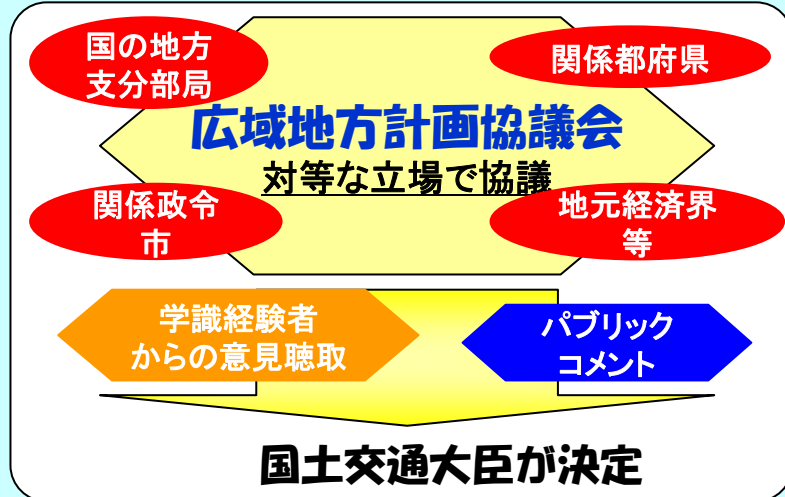 国の地方
支分部局
関係都府県
広域地方計画協議会
対等な立場で協議
関係政令
市
地元経済界
等
学識経験者
からの意見聴取
パブリック
コメント
国土交通大臣が決定